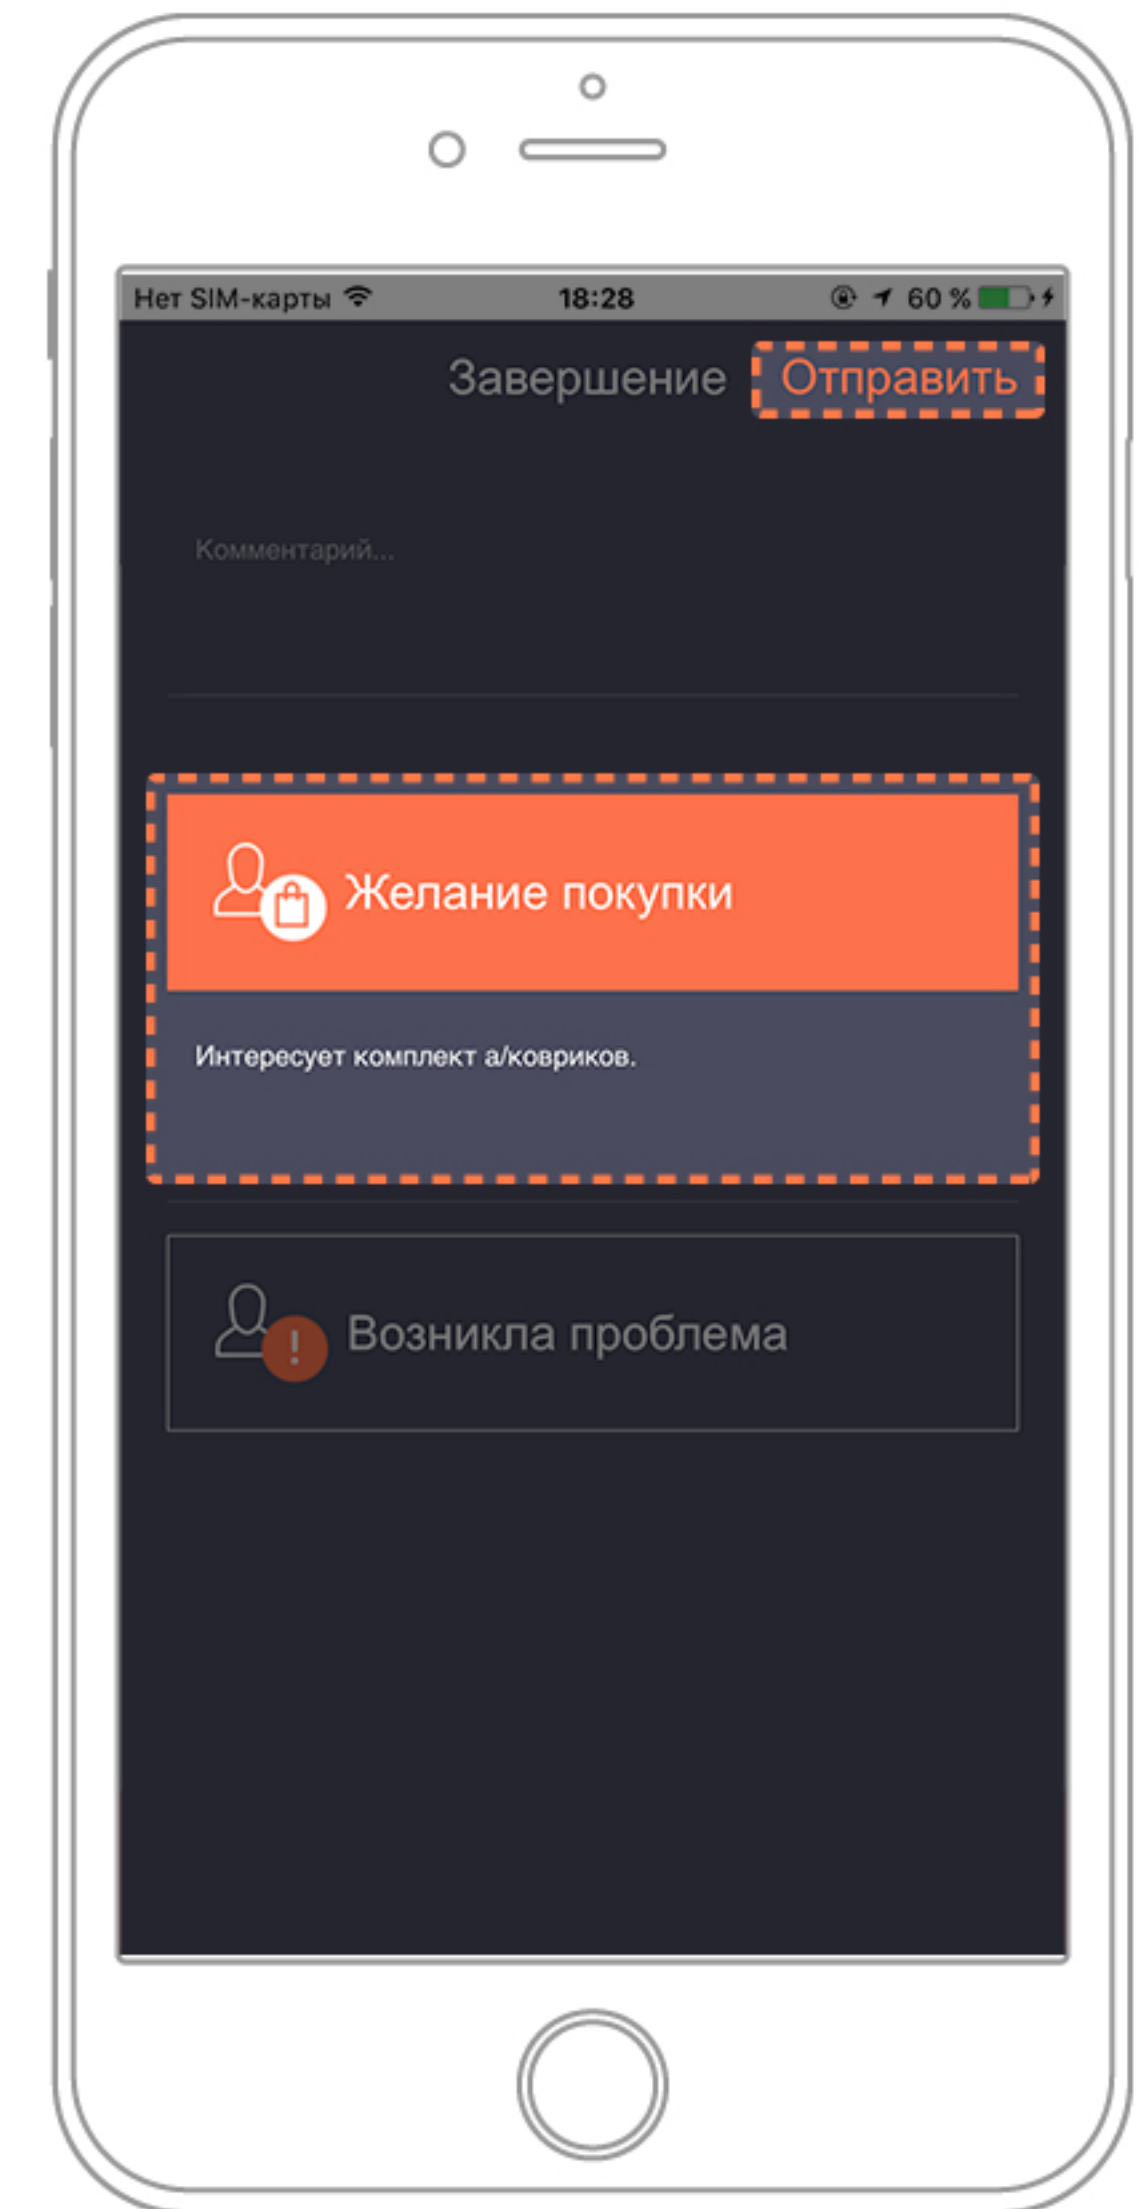 Нет SIM-карты 18:28 60 %
Завершение Отправить
Комментарий...
Желание покупки
Интересует комплект а/ковриков.
Возникла проблема